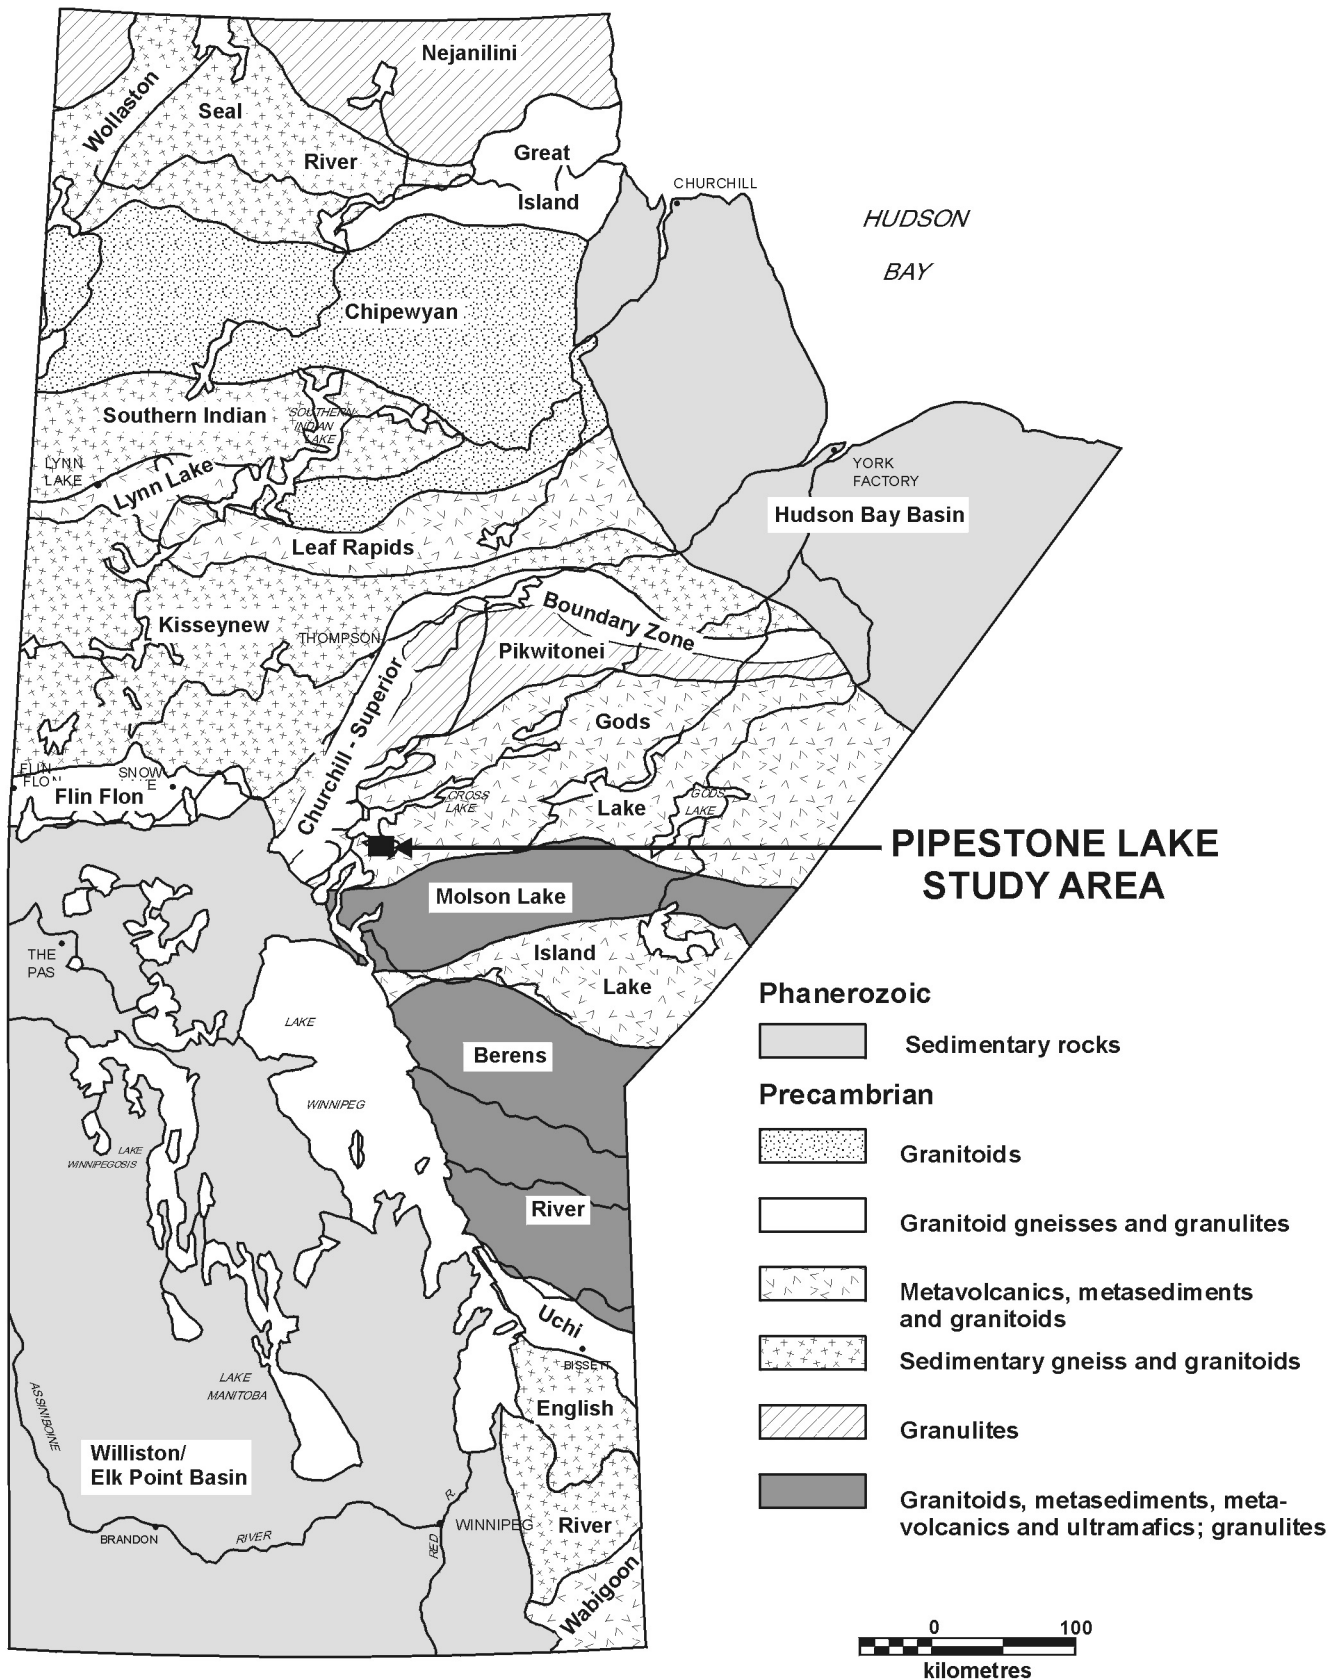 Nejanilini
Wollaston
Seal
River
Great
Island
CHURCHILL
HUDSON
BAY
Chipewyan
Southern Indian
SOUTHERN
INDIAN
LAKE
LYNN
LAKE
Lynn Lake
YORK
FACTORY
Hudson Bay Basin
Leaf Rapids
Boundary Zone
Kisseynew
THOMPSON
Pikwitonei
Churchill - Superior
Gods
Lake
FLIN
FLON
SNOW
Flin Flon
CROSS
LAKE
GODS
LAKE
PIPESTONE LAKE
STUDY AREA
Molson Lake
THE
PAS
Island
Lake
LAKE
WINNIPEG
Berens
River
LAKE
WINNIPEGOSIS
Uchi
BISSETT
LAKE
MANITOBA
ASSINIBOINE
English
River
Williston/
Elk Point Basin
BRANDON
RIVER
RED R.
WINNIPEG
Wabigoon
Phanerozoic
Sedimentary rocks
Precambrian
Granitoids
Granitoid gneisses and granulites
Metavolcanics, metasediments
and granitoids
Sedimentary gneiss and granitoids
Granulites
Granitoids, metasediments, meta-
volcanics and ultramafics; granulites
0 100
kilometres